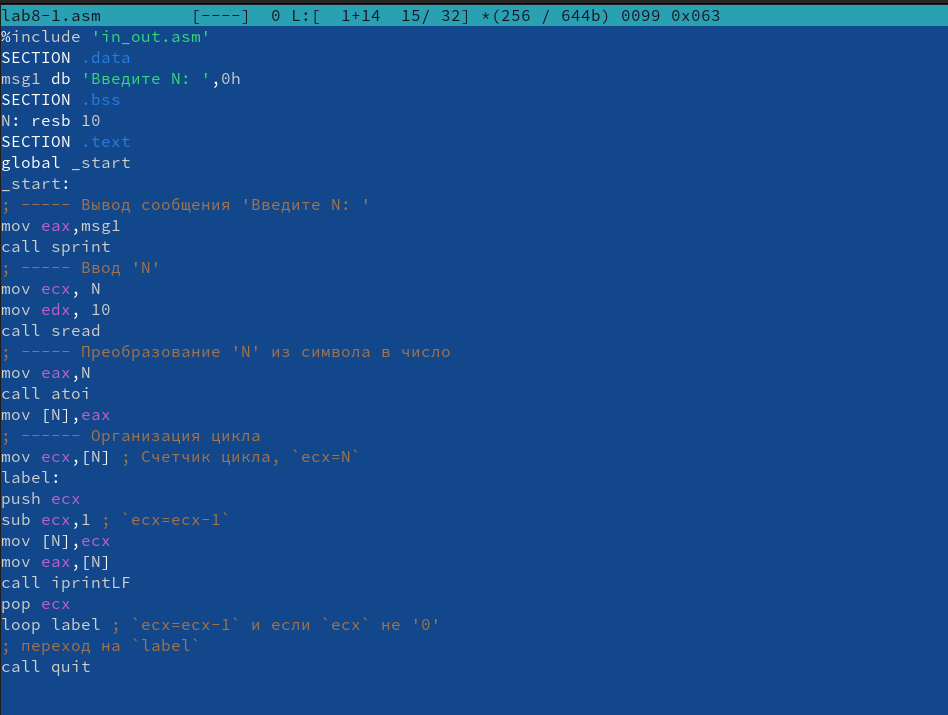 lab8-1.asm         [----]  0 L:[  1+14  15/ 32] *(256 / 644b) 0099 0x063
%include 'in_out.asm'
SECTION .data
msg1 db 'Введите N: ',0h
SECTION .bss
N: resb 10
SECTION .text
global _start
_start:
; ----- Вывод сообщения 'Введите N: '
mov eax,msg1
call sprint
; ----- Ввод 'N'
mov ecx, N
mov edx, 10
call sread
; ----- Преобразование 'N' из символа в число
mov eax,N
call atoi
mov [N],eax
; ------ Организация цикла
mov ecx,[N] ; Счетчик цикла, `ecx=N`
label:
push ecx
sub ecx,1 ; `ecx=ecx-1`
mov [N],ecx
mov eax,[N]
call iprintLF
pop ecx
loop label ; `ecx=ecx-1` и если `ecx` не '0'
; переход на `label`
call quit